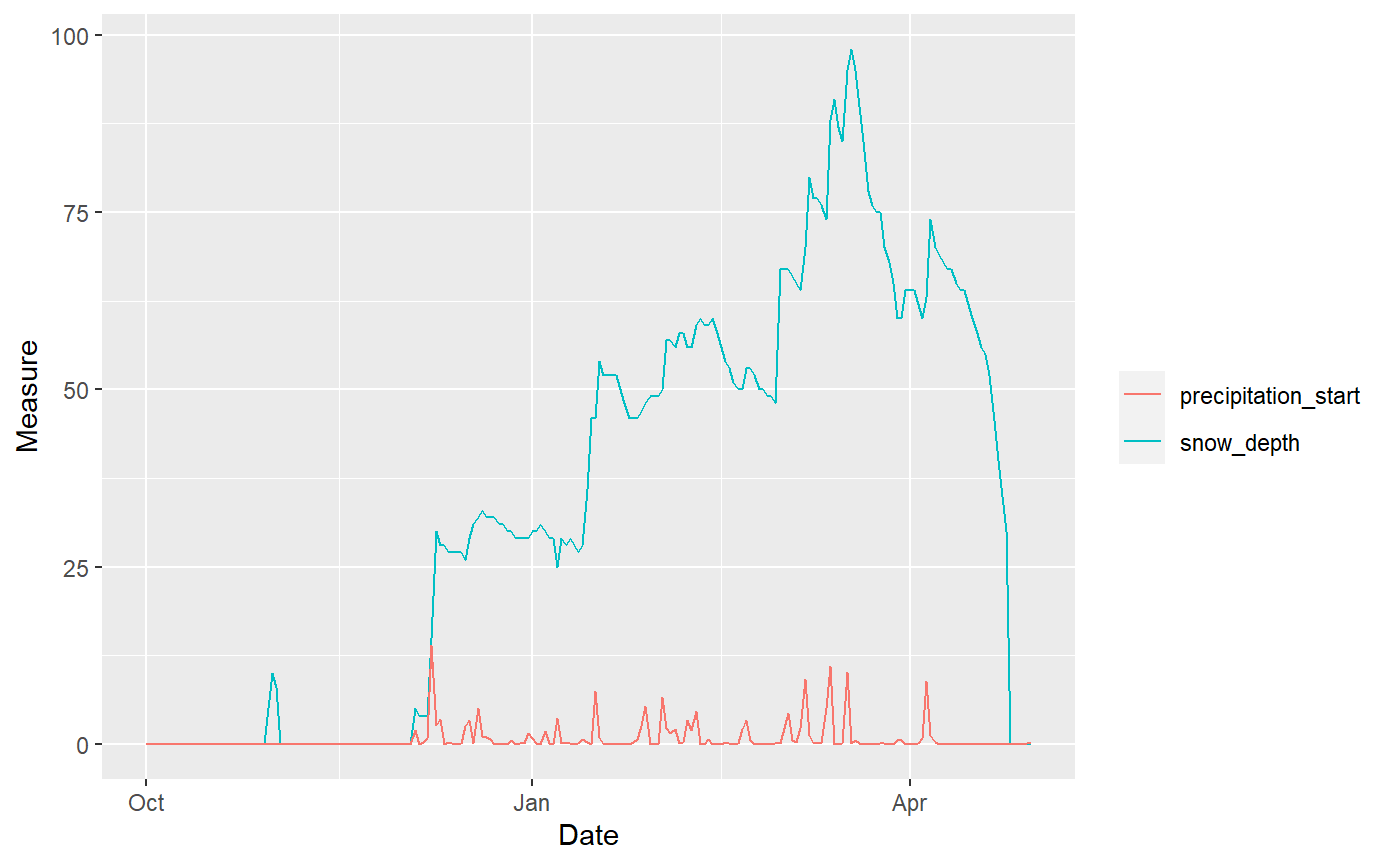 100
75
50
25
0
Measure
Oct
Jan
Apr
Date
precipitation_start
snow_depth